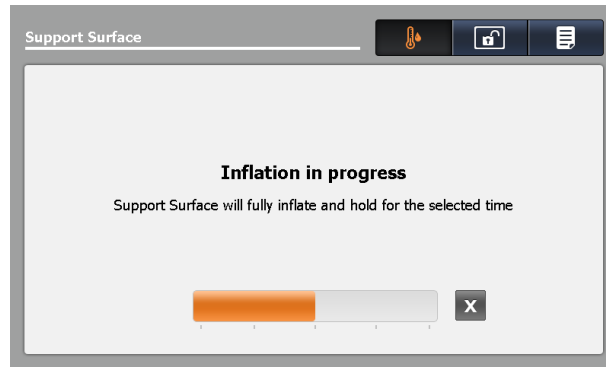 Support Surface
Inflation in progress
Support Surface will fully inflate and hold for the selected time
X